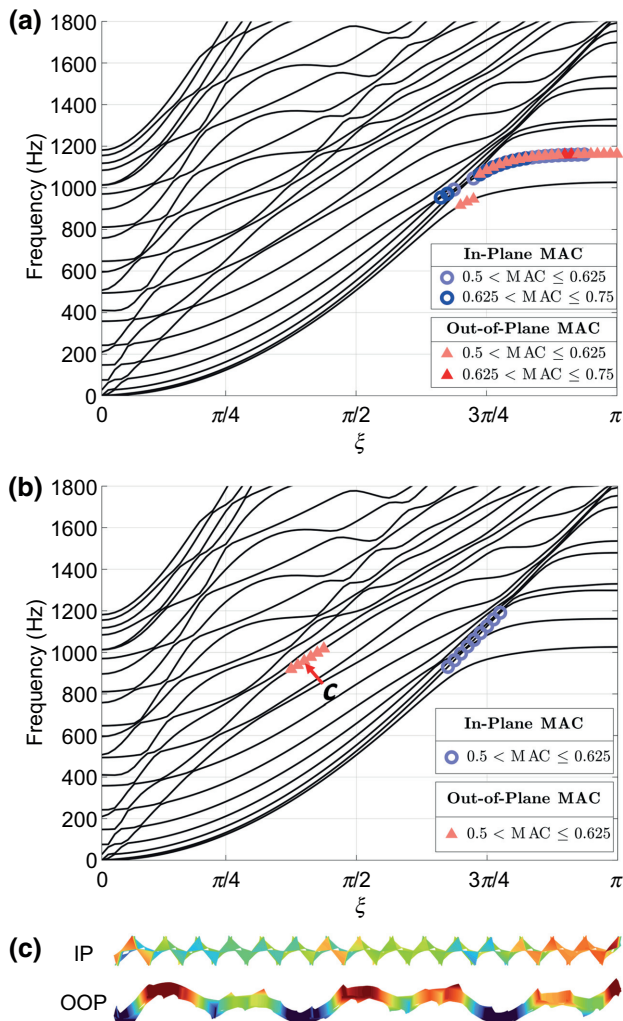 (a)
1800
1600
1400
1200
1000
800
600
400
200
0
Frequency (Hz)
In-Plane MAC
0.5 < MAC ≤ 0.625
0.625 < MAC ≤ 0.75
Out-of-Plane MAC
0.5 < MAC ≤ 0.625
0.625 < MAC ≤ 0.75
0 π/4 π/2 3π/4 π
ξ
(b)
1800
1600
1400
1200
1000
800
600
400
200
0
Frequency (Hz)
C
In-Plane MAC
0.5 < MAC ≤ 0.625
Out-of-Plane MAC
0.5 < MAC ≤ 0.625
0 π/4 π/2 3π/4 π
ξ
(c)
IP
OOP